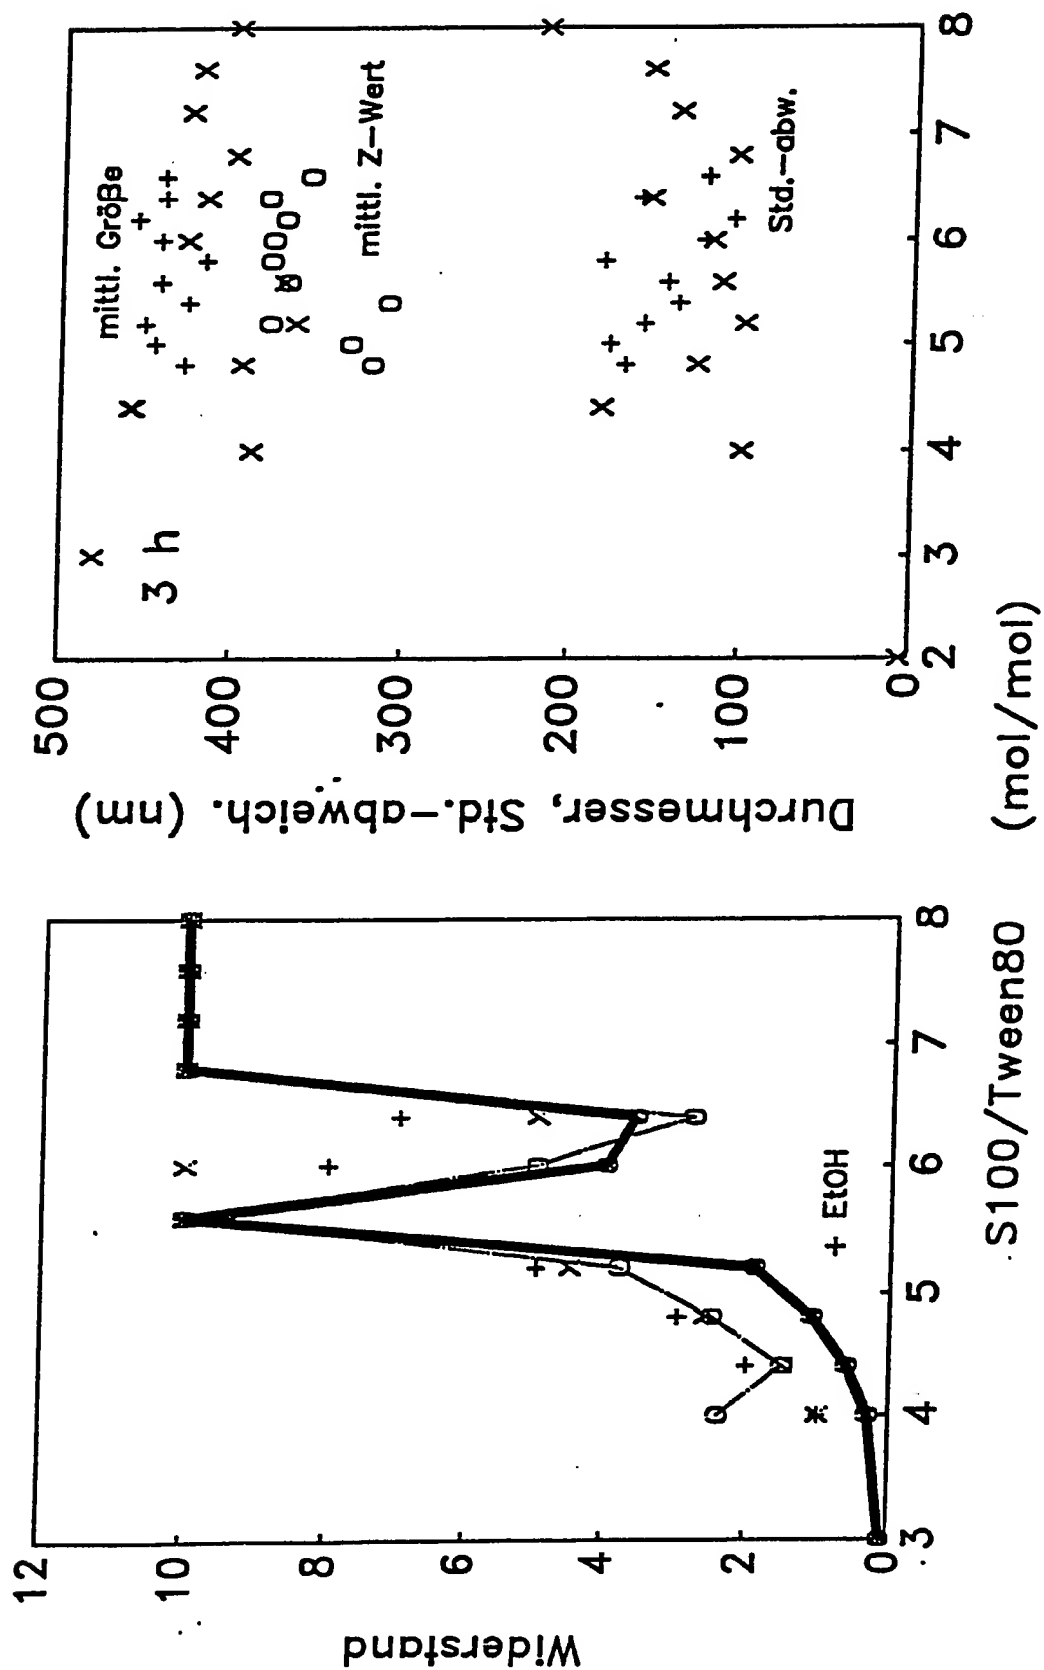 Widerstand
12
10
8
6
4
2
0
3
4
5
6
7
8
+ EtOH
S100/Tween80
(mol/mol)
Durchmesser, Std.-abweich. (nm)
500
400
300
200
100
0
2
3
4
5
6
7
8
3 h
mittl. Größe
mittl. Z-Wert
Std.-abw.